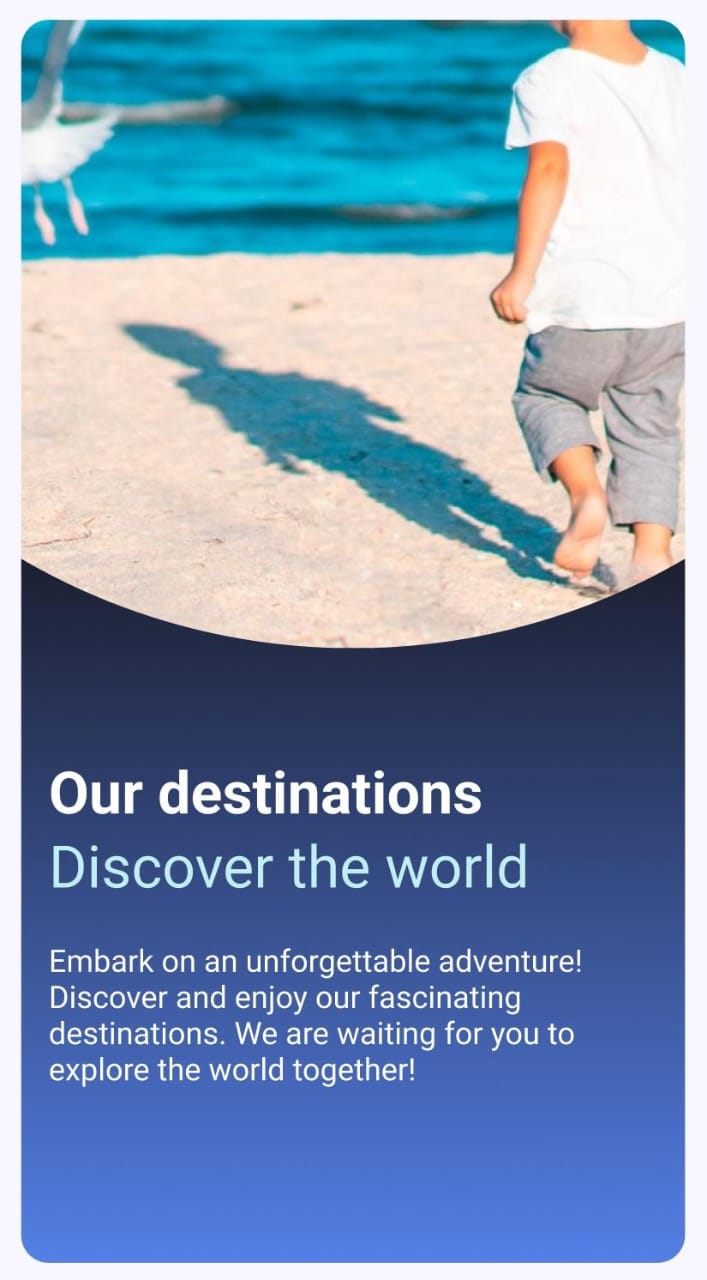 Our destinations
Discover the world
Embark on an unforgettable adventure!
Discover and enjoy our fascinating
destinations. We are waiting for you to
explore the world together!